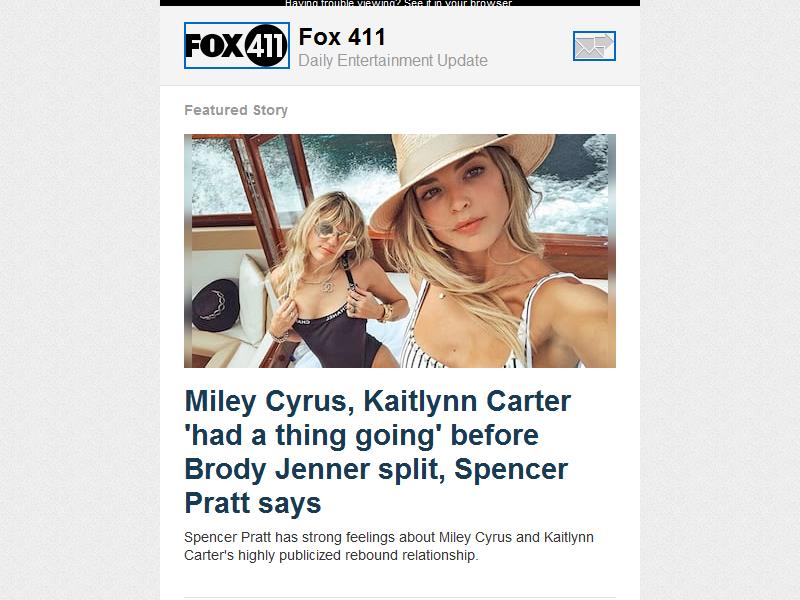 Having trouble viewing? See it in your browser
FOX 411
Fox 411
Daily Entertainment Update
Featured Story
Miley Cyrus, Kaitlynn Carter
'had a thing going' before
Brody Jenner split, Spencer
Pratt says
Spencer Pratt has strong feelings about Miley Cyrus and Kaitlynn
Carter's highly publicized rebound relationship.